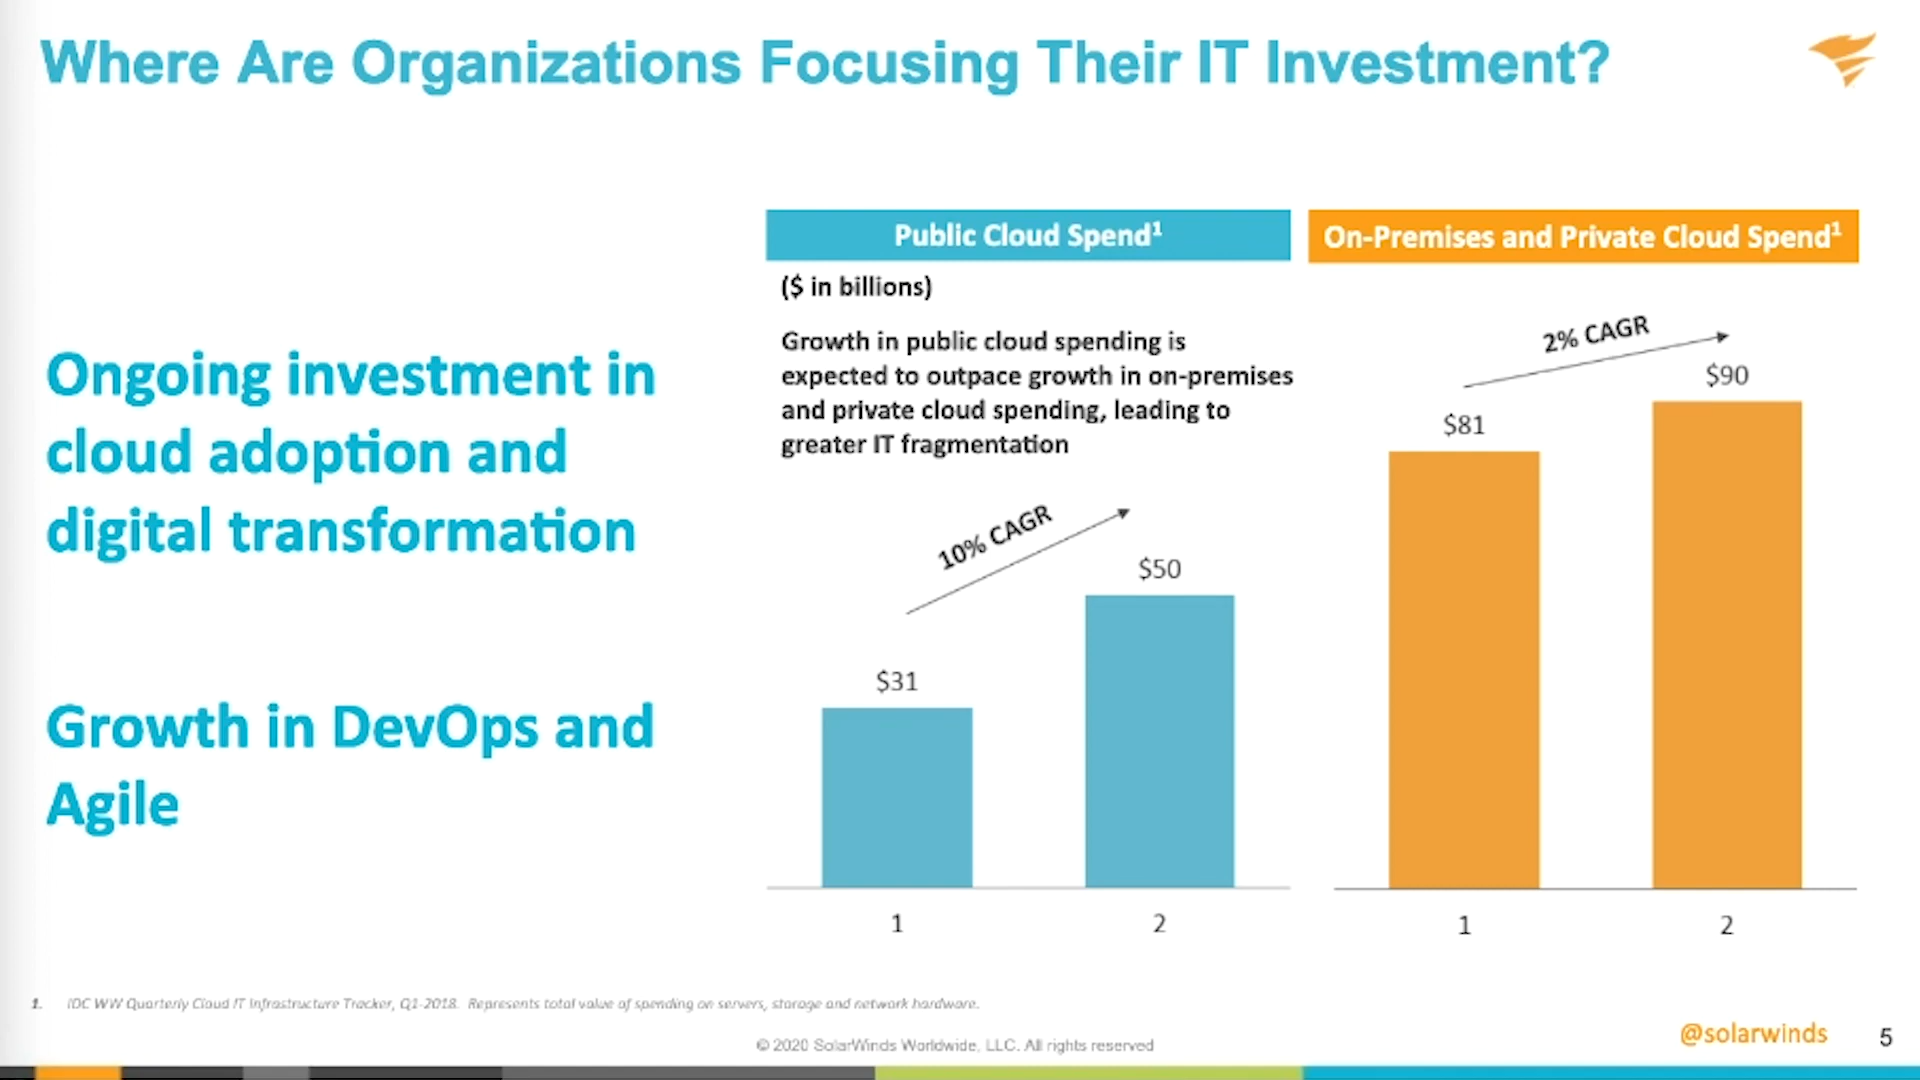 Where Are Organizations Focusing Their IT Investment?
Ongoing investment in
cloud adoption and
digital transformation
Growth in DevOps and
Agile
Public Cloud Spend¹
($ in billions)
Growth in public cloud spending is
expected to outpace growth in on-premises
and private cloud spending, leading to
greater IT fragmentation
10% CAGR
$31
$50
1
2
On-Premises and Private Cloud Spend¹
2% CAGR
$81
$90
1
2
1. IDC WW Quarterly Cloud IT Infrastructure Tracker, Q1-2018. Represents total value of spending on servers, storage and network hardware.
© 2020 SolarWinds Worldwide, LLC. All rights reserved
@solarwinds
5